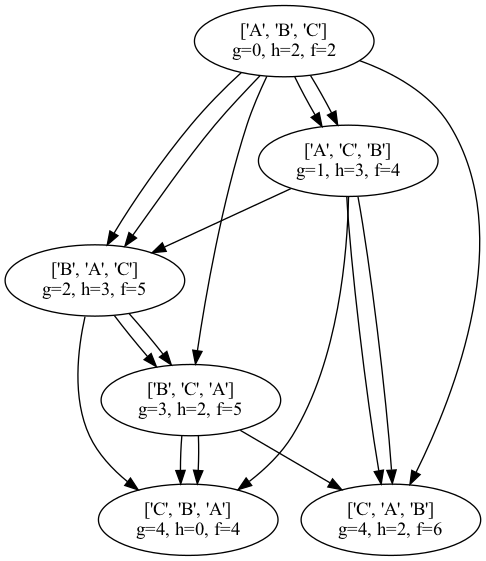 ['A', 'B', 'C']
g=0, h=2, f=2
['A', 'C', 'B']
g=1, h=3, f=4
['B', 'A', 'C']
g=2, h=3, f=5
['B', 'C', 'A']
g=3, h=2, f=5
['C', 'B', 'A']
g=4, h=0, f=4
['C', 'A', 'B']
g=4, h=2, f=6